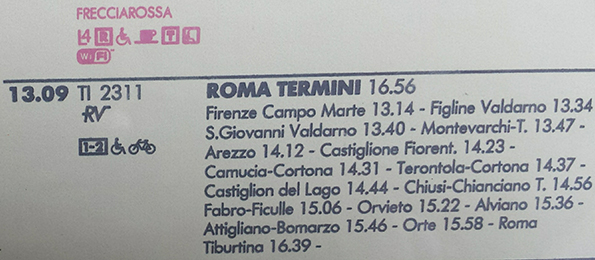 FRECCIAROSSA
WiFi
13.09 TI 2311 ROMA TERMINI 16.56
RV Firenze Campo Marte 13.14 - Figline Valdarno 13.34
S.Giovanni Valdarno 13.40 - Montevarchi-T. 13.47 -
1-2 Arezzo 14.12 - Castiglione Fiorent. 14.23 -
Camucia-Cortona 14.31 - Terontola-Cortona 14.37 -
Castiglion del Lago 14.44 - Chiusi-Chianciano T. 14.56
Fabro-Ficulle 15.06 - Orvieto 15.22 - Alviano 15.36 -
Attigliano-Bomarzo 15.46 - Orte 15.58 - Roma
Tiburtina 16.39 -